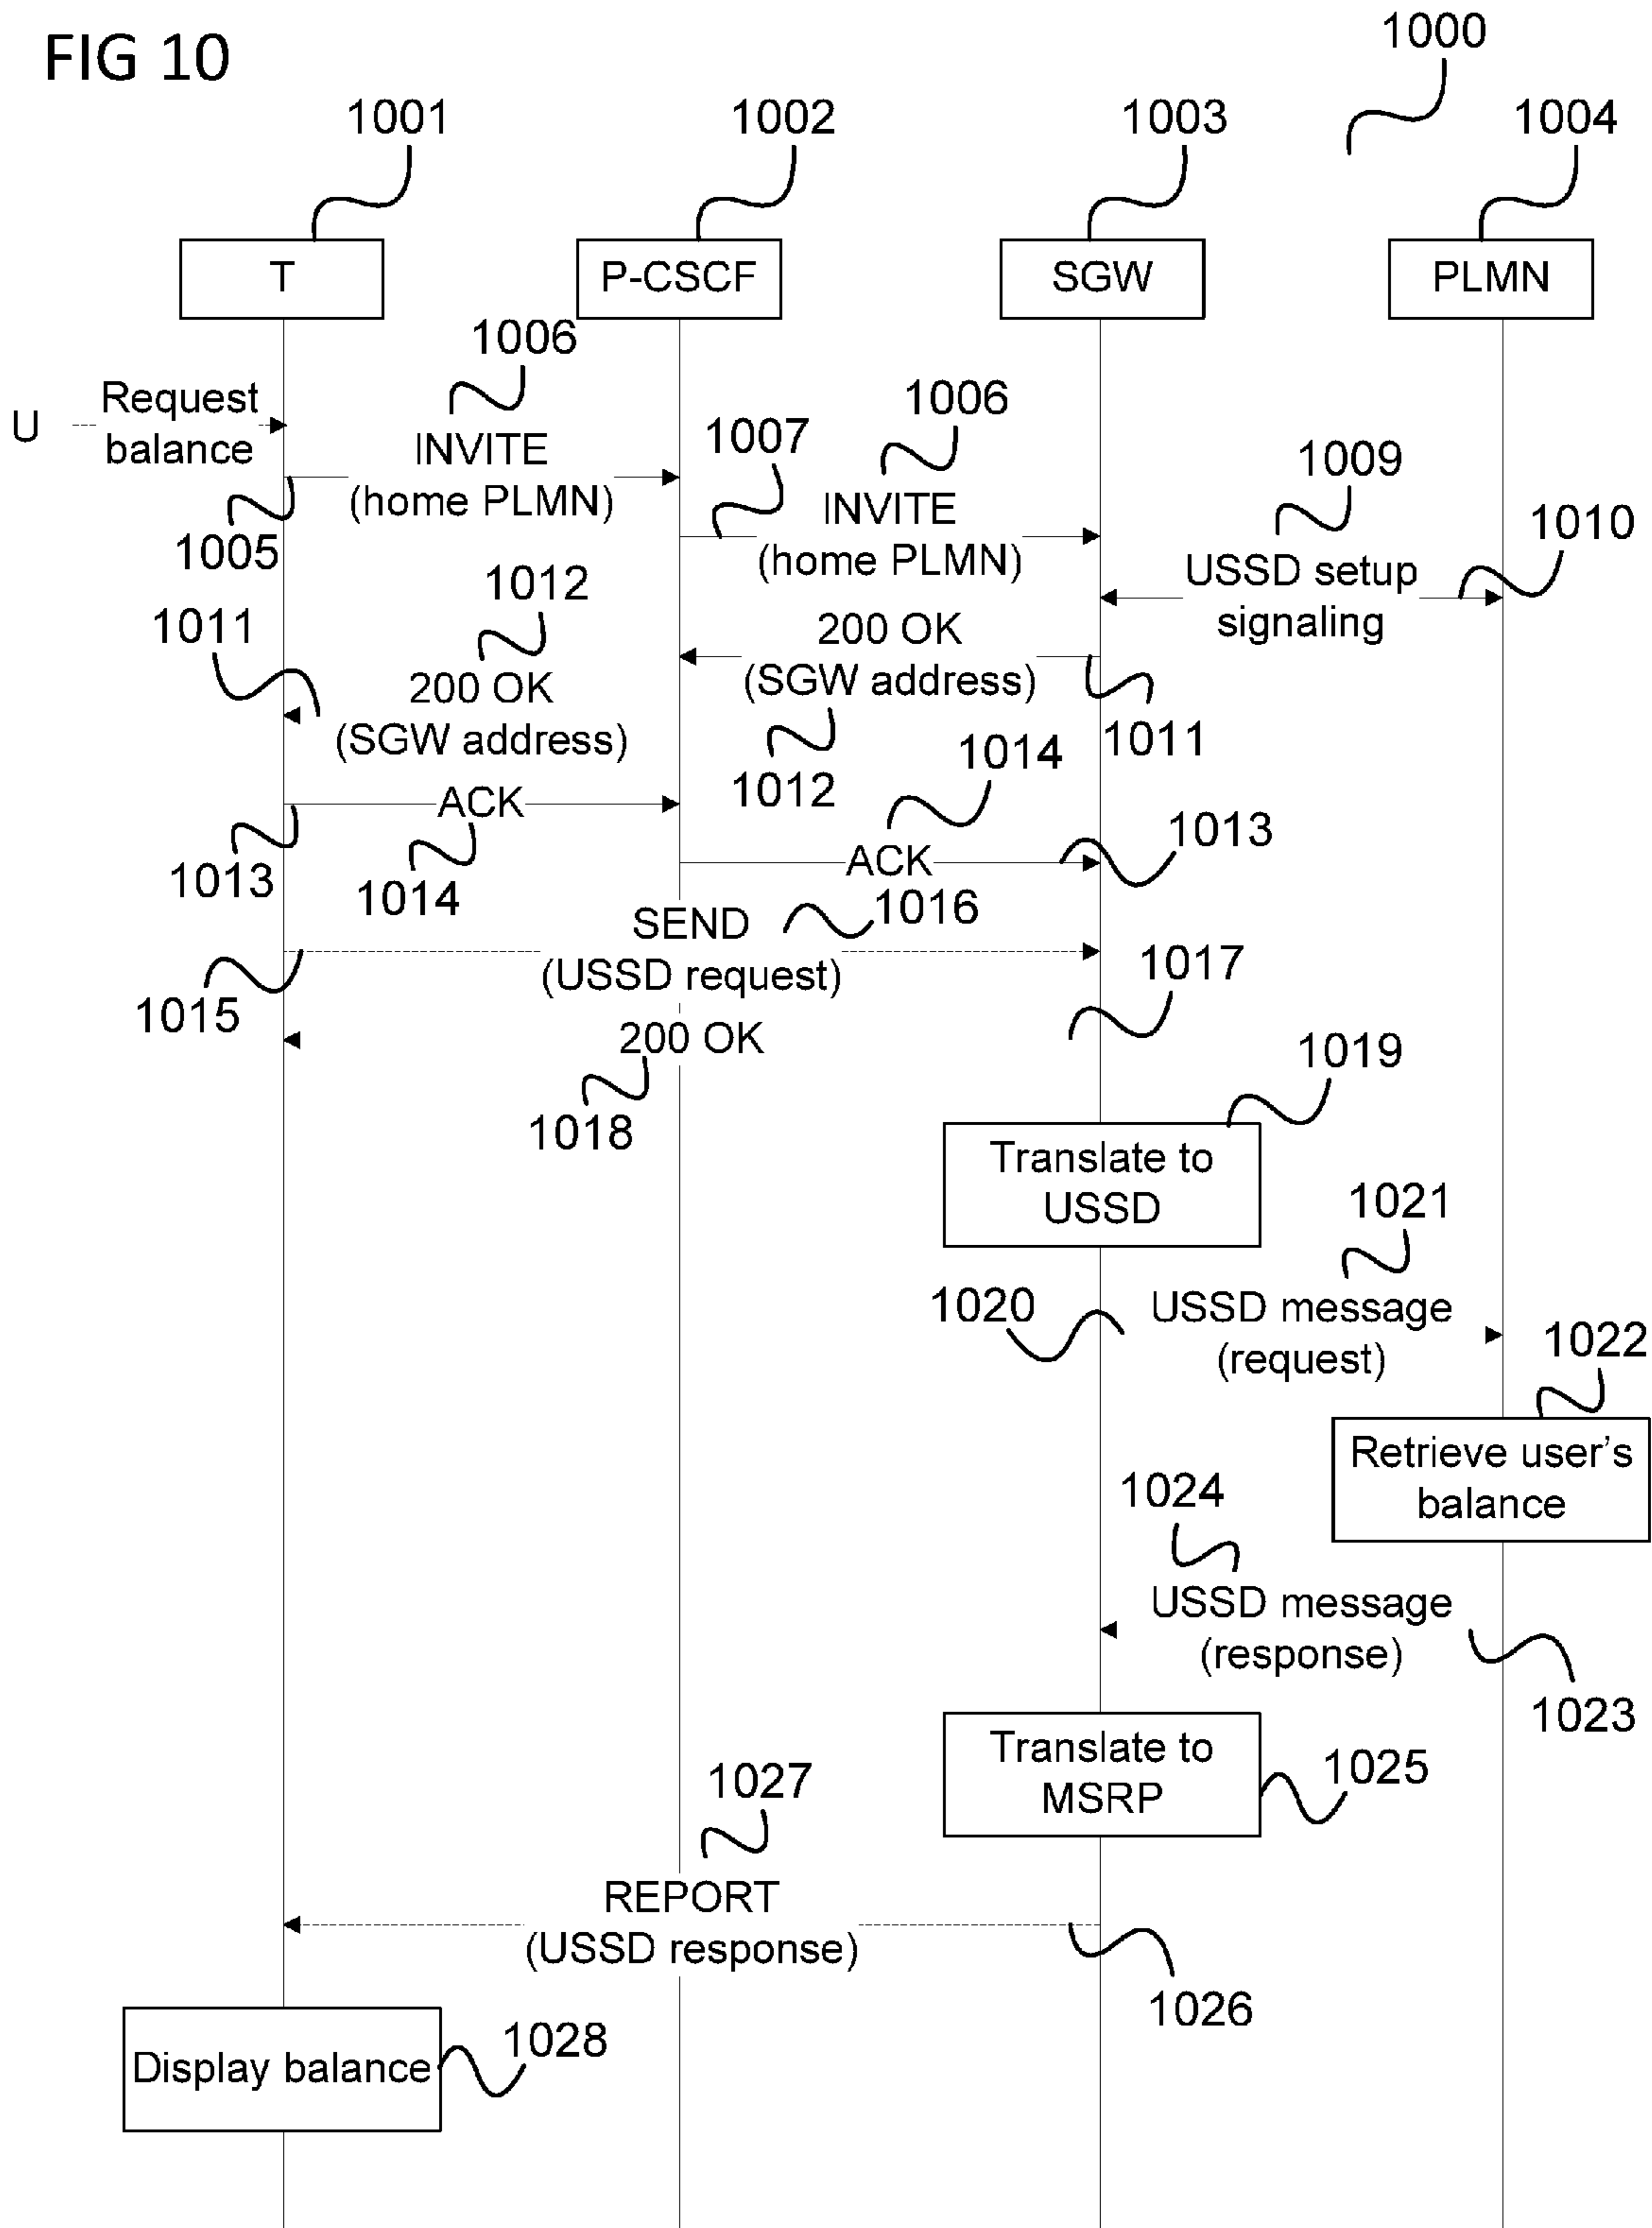 FIG 10
1000
1001
1002
1003
1004
T
P-CSCF
SGW
PLMN
U
Request
balance
1006
INVITE
(home PLMN)
1005
1006
1007
INVITE
(home PLMN)
1009
1010
USSD setup
signaling
1012
1011
200 OK
(SGW address)
200 OK
(SGW address)
1011
1012
1014
ACK
1013
1014
ACK
1013
1016
SEND
(USSD request)
1015
1017
200 OK
1018
1019
Translate to
USSD
1021
1020
USSD message
(request)
1022
Retrieve user's
balance
1024
USSD message
(response)
1023
Translate to
MSRP
1025
1027
REPORT
(USSD response)
1026
Display balance
1028